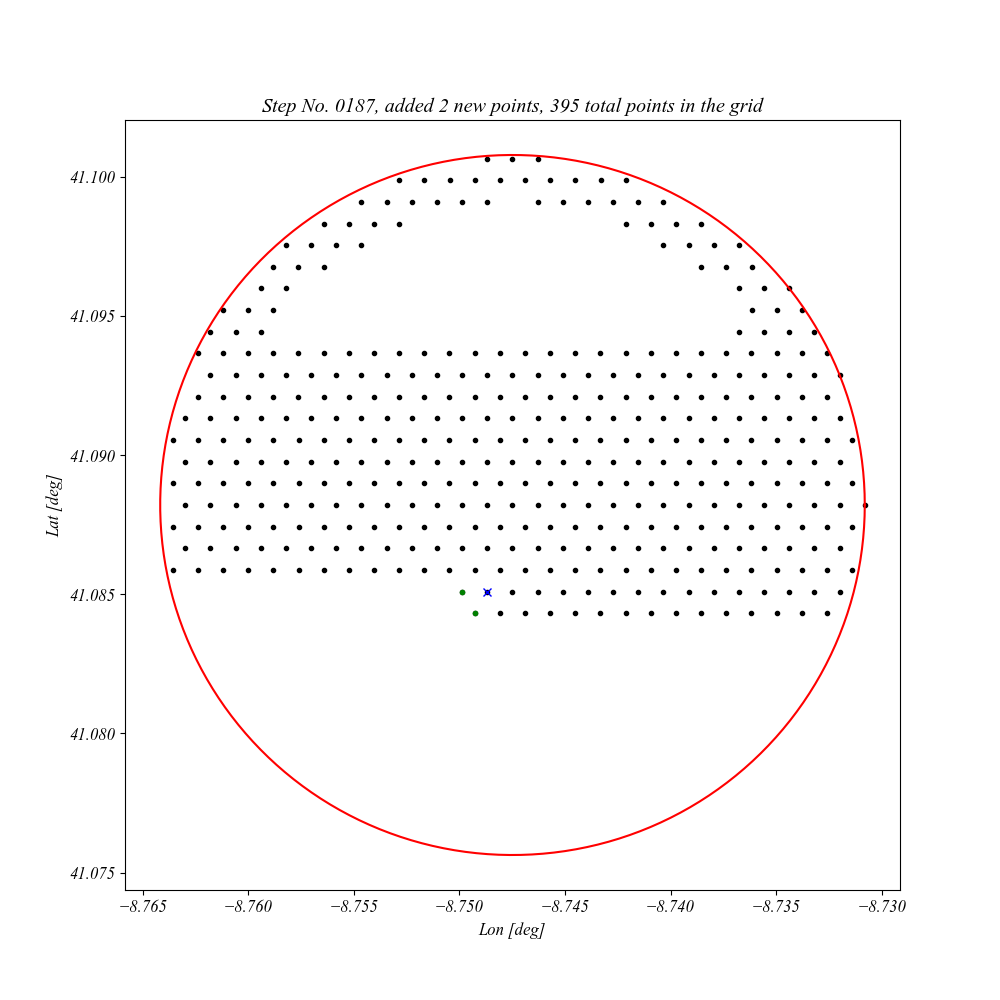 Step No. 0187, added 2 new points, 395 total points in the grid
41.100
41.095
41.090
41.085
41.080
41.075
Lat [deg]
−8.765 −8.760 −8.755 −8.750 −8.745 −8.740 −8.735 −8.730
Lon [deg]